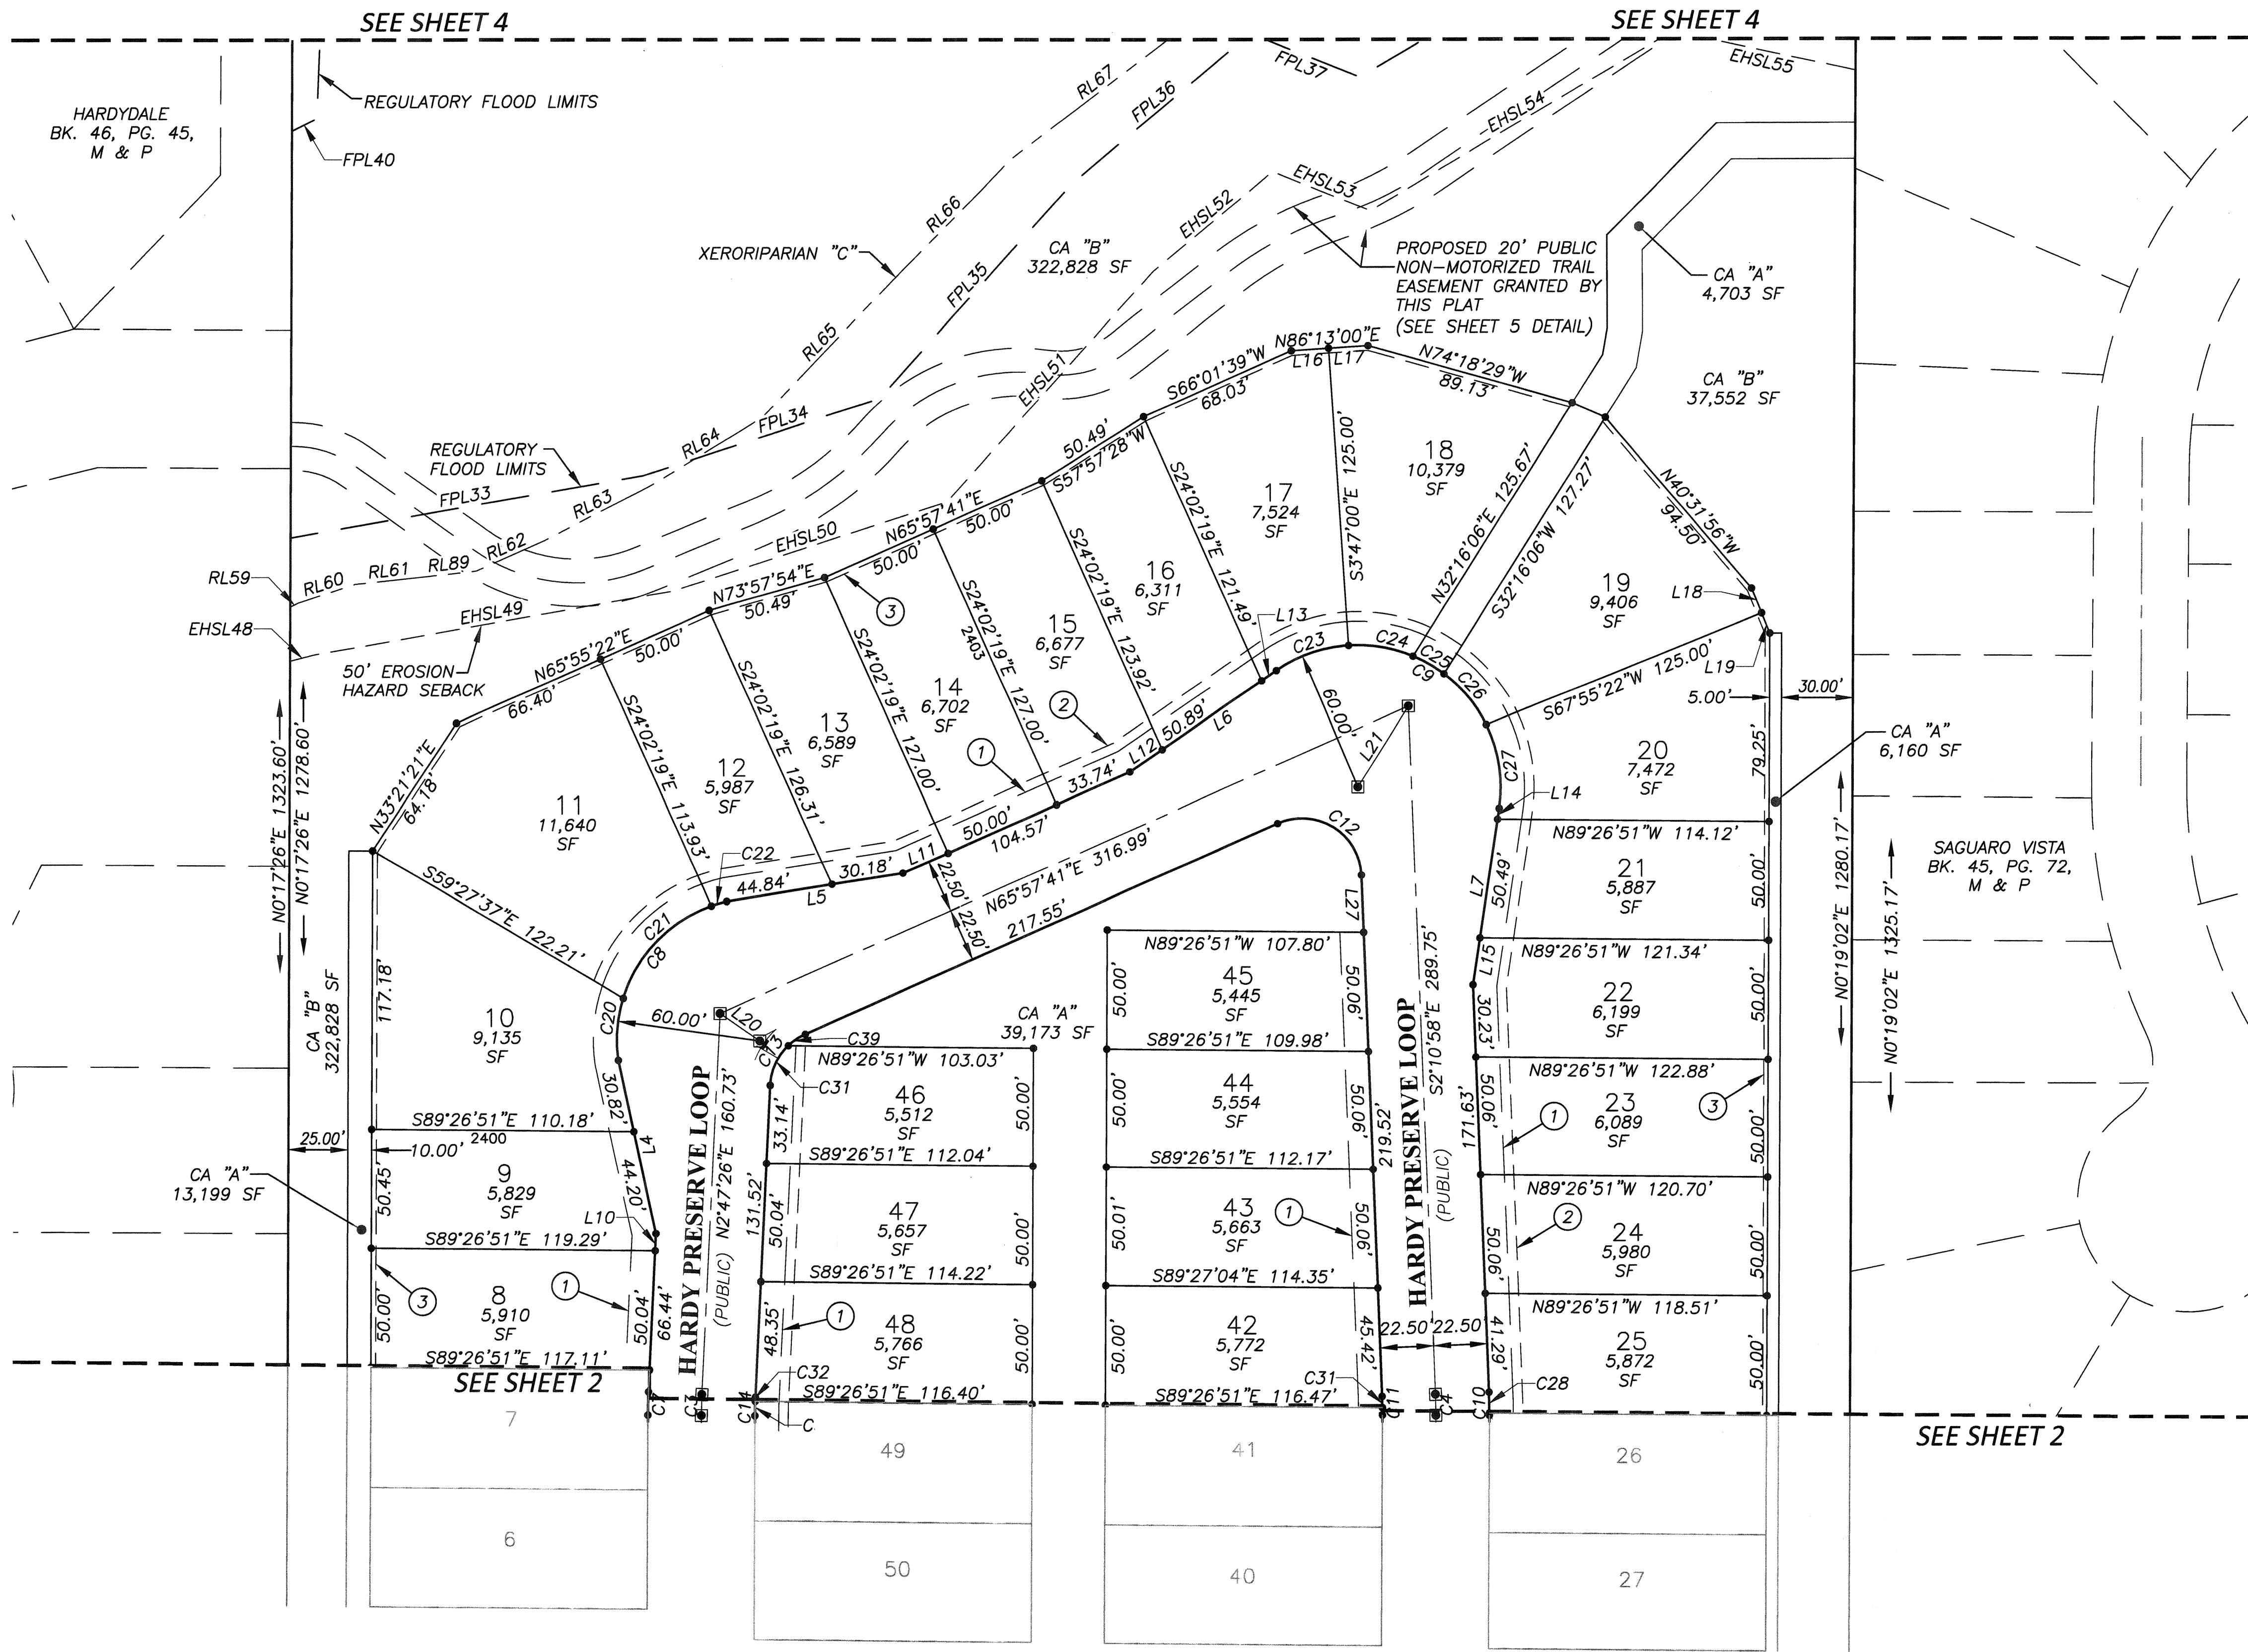 SEE SHEET 4
SEE SHEET 4
HARDYDALE
BK. 46, PG. 45,
M & P
REGULATORY FLOOD LIMITS
FPL40
RL67
FPL36
FPL37
EHSL55
EHSL54
EHSL53
EHSL52
RL66
XERORIPARIAN "C"
CA "B"
322,828 SF
FPL35
RL65
EHSL51
PROPOSED 20' PUBLIC
NON-MOTORIZED TRAIL
EASEMENT GRANTED BY
THIS PLAT
(SEE SHEET 5 DETAIL)
CA "A"
4,703 SF
CA "B"
37,552 SF
REGULATORY
FLOOD LIMITS
FPL34
RL64
FPL33
RL63
RL62
RL89
RL61
RL60
RL59
EHSL48
EHSL49
EHSL50
50' EROSION
HAZARD SEBACK
N86°13'00"E
L16
L17
N74°18'29"W
89.13'
S66°01'39"W
68.03'
50.49'
S57°57'28"W
N65°57'41"E
50.00'
50.00'
N73°57'54"E
50.49'
N65°55'22"E
50.00'
66.40'
N33°21'21"E
64.18'
3
N40°31'56"W
94.50'
L18
L19
5.00'
30.00'
18
10,379
SF
17
7,524
SF
16
6,311
SF
15
6,677
SF
14
6,702
SF
13
6,589
SF
12
5,987
SF
11
11,640
SF
19
9,406
SF
20
7,472
SF
S3°47'00"E 125.00'
N32°16'06"E 125.67'
S32°16'06"W 127.27'
S24°02'19"E 121.49'
S24°02'19"E 123.92'
S24°02'19"E 127.00'
2403
S24°02'19"E 127.00'
S24°02'19"E 126.31'
S24°02'19"E 113.93'
S67°55'22"W 125.00'
79.25'
L13
C23
C24
C25
C9
C26
C27
L14
60.00'
L21
L6
50.89'
L12
33.74'
2
1
50.00'
104.57'
L11
30.18'
L5
44.84'
C22
C21
C8
22.50'
22.50'
N65°57'41"E 316.99'
217.55'
C12
L27
CA "A"
6,160 SF
SAGUARO VISTA
BK. 45, PG. 72,
M & P
N0°17'26"E 1323.60'
N0°17'26"E 1278.60'
N0°19'02"E 1280.17'
N0°19'02"E 1325.17'
CA "B"
322,828 SF
117.18'
S59°27'37"E 122.21'
C20
60.00'
L20
C13
C39
C31
CA "A"
39,173 SF
10
9,135
SF
30.82'
S89°26'51"E 110.18'
25.00'
10.00'
2400
L4
44.20'
9
5,829
SF
50.45'
CA "A"
13,199 SF
L10
S89°26'51"E 119.29'
3
8
5,910
SF
1
50.00'
50.04'
66.44'
S89°26'51"E 117.11'
SEE SHEET 2
HARDY PRESERVE LOOP
(PUBLIC)
N2°47'26"E 160.73'
N89°26'51"W 103.03'
46
5,512
SF
33.14'
50.00'
S89°26'51"E 112.04'
131.52'
50.04'
47
5,657
SF
50.00'
S89°26'51"E 114.22'
48.35'
1
48
5,766
SF
50.00'
C32
S89°26'51"E 116.40'
C7
C3
C14
C
N89°26'51"W 107.80'
45
5,445
SF
50.00'
50.06'
S89°26'51"E 109.98'
44
5,554
SF
50.00'
50.06'
S89°26'51"E 112.17'
219.52'
43
5,663
SF
1
50.01'
50.06'
S89°27'04"E 114.35'
42
5,772
SF
50.00'
45.42'
C31
S89°26'51"E 116.47'
HARDY PRESERVE LOOP
(PUBLIC)
S2°10'58"E 289.75'
22.50'
22.50'
C4
C10
C28
N89°26'51"W 114.12'
21
5,887
SF
L7
50.49'
50.00'
N89°26'51"W 121.34'
L15
22
6,199
SF
30.23'
50.00'
N89°26'51"W 122.88'
23
6,089
SF
1
3
171.63'
50.06'
50.00'
N89°26'51"W 120.70'
2
24
5,980
SF
50.06'
50.00'
N89°26'51"W 118.51'
25
5,872
SF
41.29'
50.00'
SEE SHEET 2
7
6
49
50
41
40
26
27